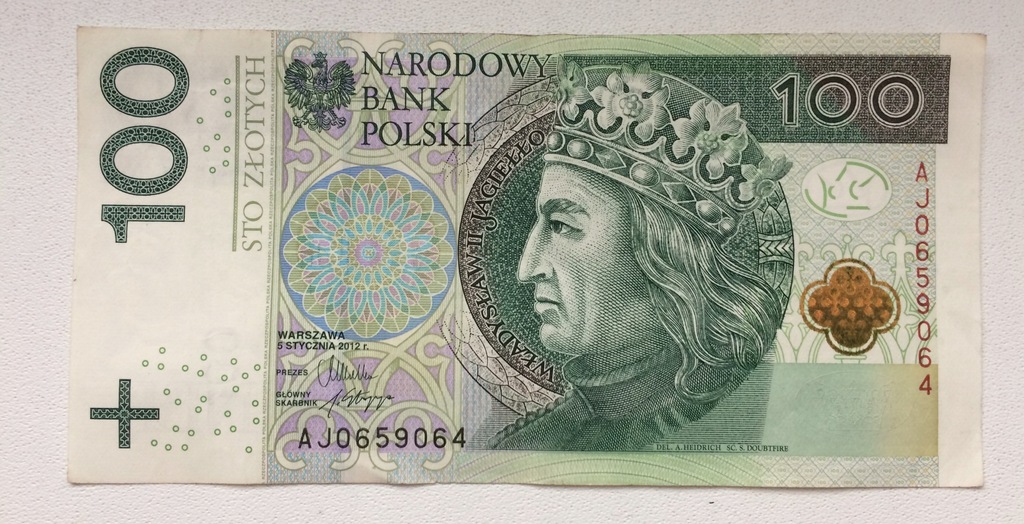 100
STO ZŁOTYCH
NARODOWY
BANK
POLSKI
100
WŁADYSŁAW II JAGIEŁŁO
AJ0659064
WARSZAWA
5 STYCZNIA 2012 r.
PREZES
GŁÓWNY
SKARBNIK
AJ0659064
DEL. A. HEIDRICH SC. S. DOUBTFIRE